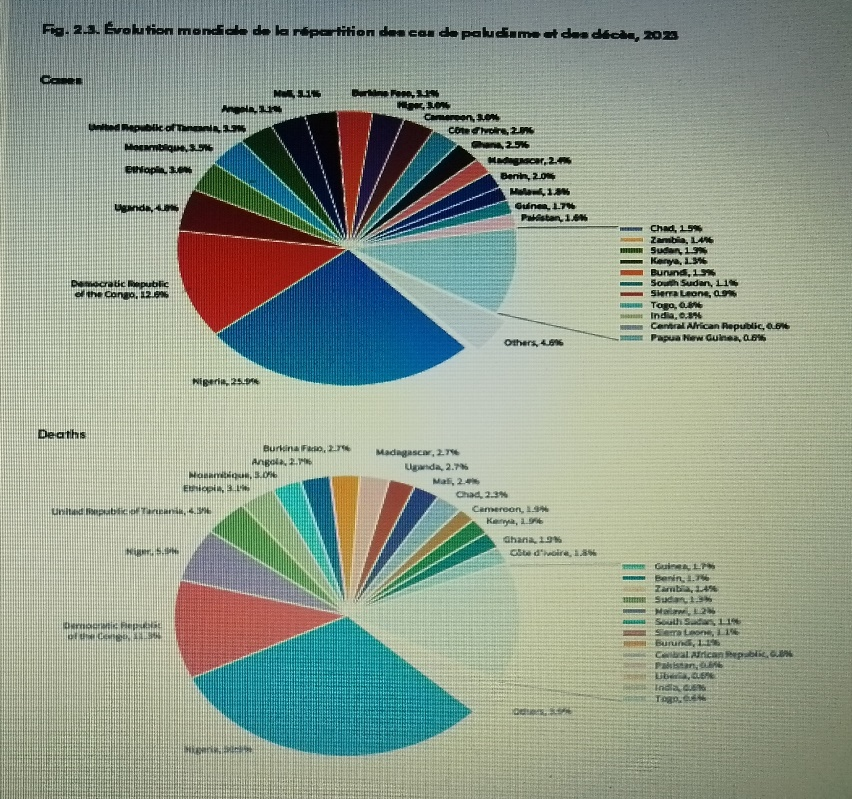 Fig. 2.3. Évolution mondiale de la répartition des cas de paludisme et des décès, 2023
Cases
Mali, 3.1%
Burkina Faso, 3.1%
Angola, 3.1%
Niger, 3.0%
Cameroon, 3.0%
United Republic of Tanzania, 3.3%
Côte d'Ivoire, 2.8%
Mozambique, 3.5%
Ghana, 2.5%
Ethiopia, 3.6%
Madagascar, 2.4%
Benin, 2.0%
Uganda, 4.8%
Malawi, 1.8%
Guinea, 1.7%
Pakistan, 1.6%
Democratic Republic
of the Congo, 12.6%
Nigeria, 25.9%
Others, 4.6%
Chad, 1.5%
Zambia, 1.4%
Sudan, 1.3%
Kenya, 1.3%
Burundi, 1.3%
South Sudan, 1.1%
Sierra Leone, 0.9%
Togo, 0.8%
India, 0.8%
Central African Republic, 0.6%
Papua New Guinea, 0.6%
Deaths
Burkina Faso, 2.7%
Madagascar, 2.7%
Angola, 2.7%
Uganda, 2.7%
Mozambique, 3.0%
Mali, 2.4%
Ethiopia, 3.1%
Chad, 2.3%
United Republic of Tanzania, 4.3%
Cameroon, 1.9%
Kenya, 1.9%
Niger, 5.9%
Ghana, 1.9%
Côte d'Ivoire, 1.8%
Democratic Republic
of the Congo, 11.3%
Nigeria, 30.9%
Others, 5.9%
Guinea, 1.7%
Benin, 1.7%
Zambia, 1.4%
Sudan, 1.3%
Malawi, 1.2%
South Sudan, 1.1%
Sierra Leone, 1.1%
Burundi, 1.1%
Central African Republic, 0.8%
Pakistan, 0.8%
Liberia, 0.6%
India, 0.6%
Togo, 0.6%